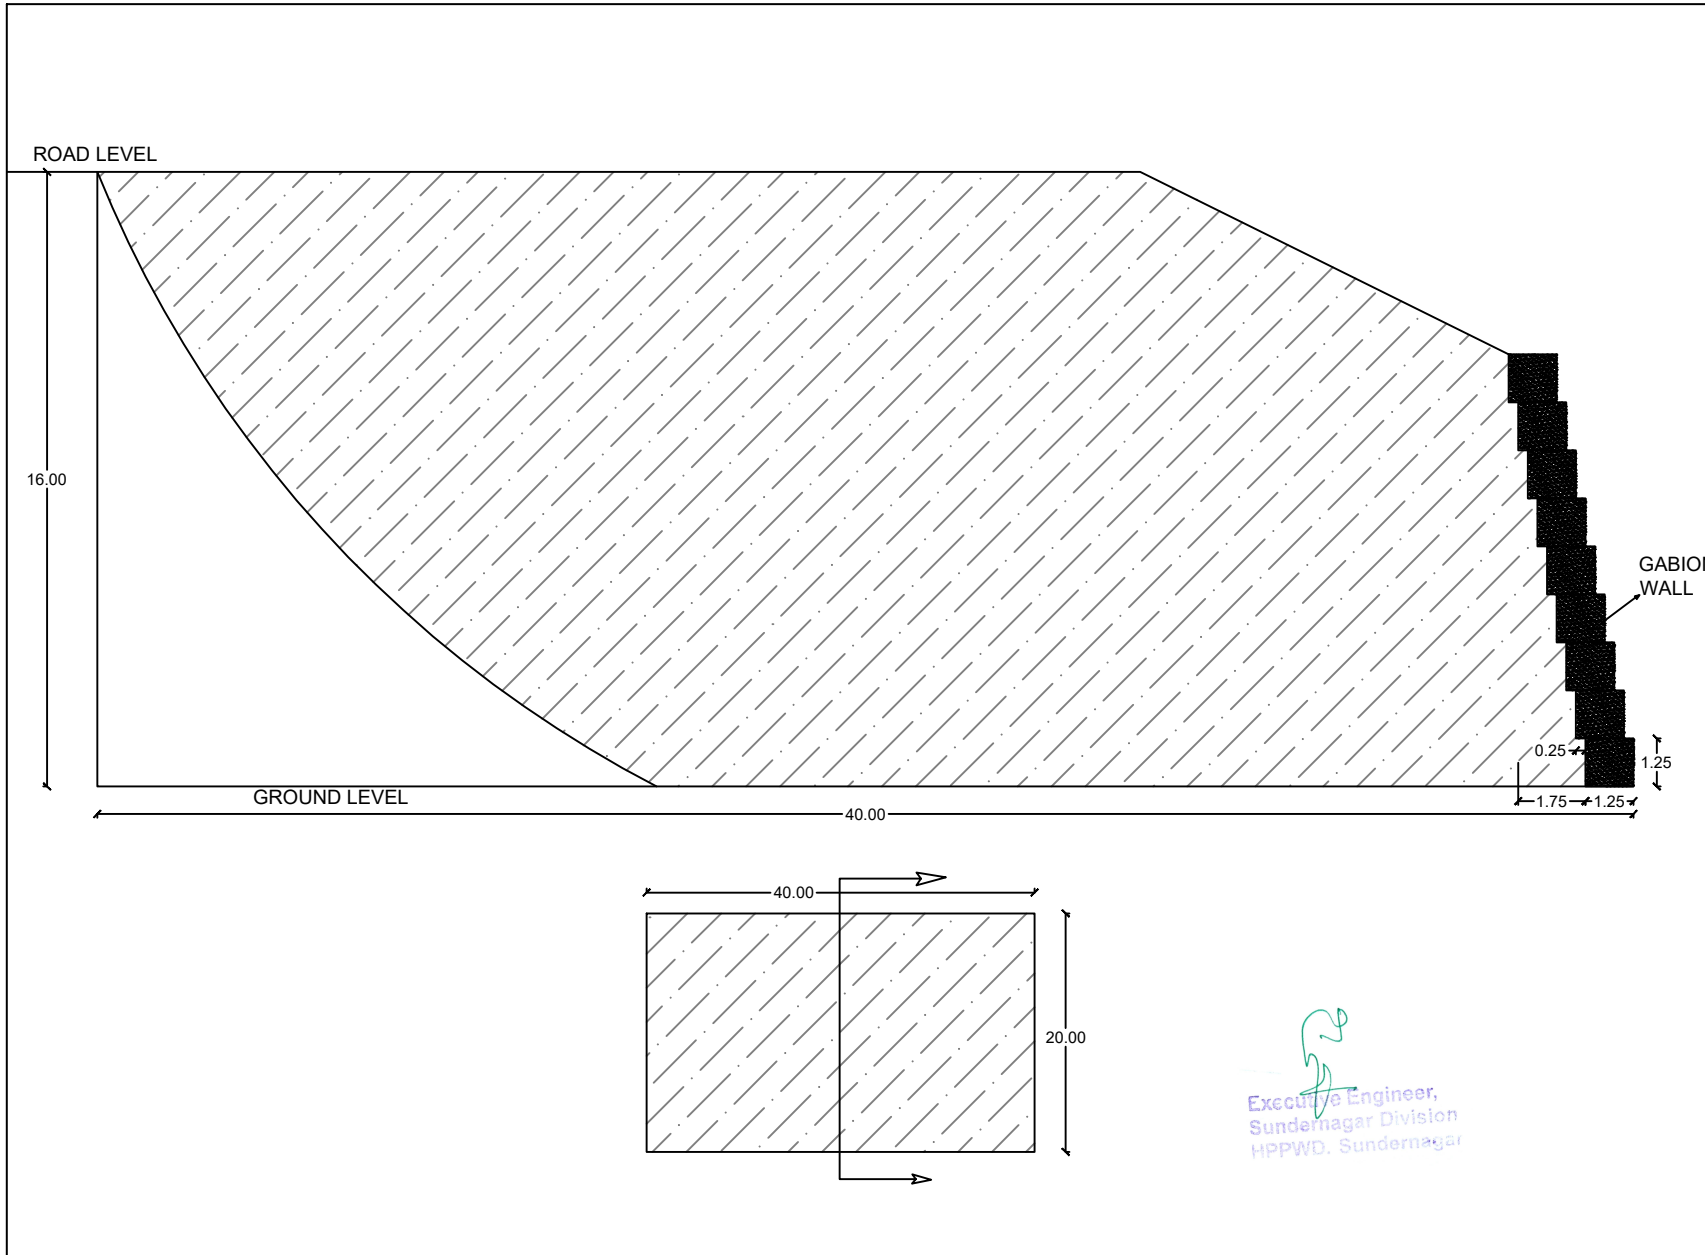 ROAD LEVEL
16.00
GABION
WALL
0.25
1.25
GROUND LEVEL
1.75
1.25
40.00
40.00
20.00
Executive Engineer,
Sundernagar Division
HPPWD. Sundernagar